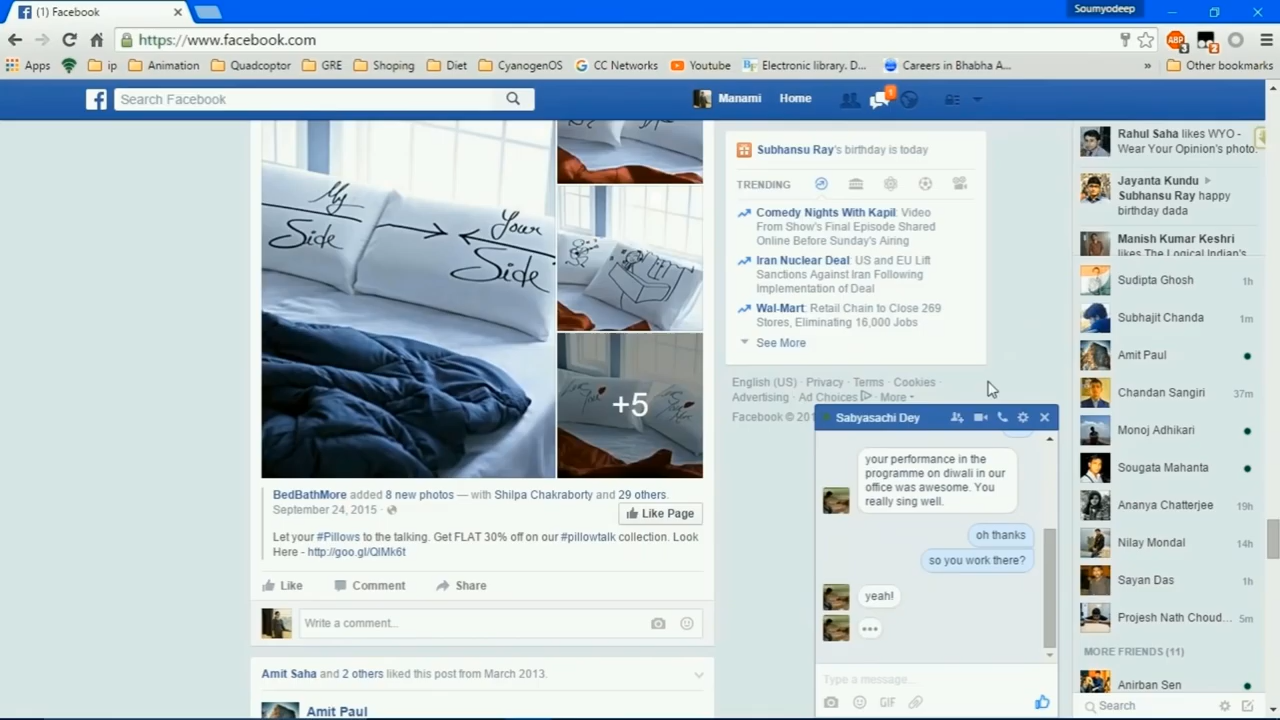 (1) Facebook
Soumyodeep
https://www.facebook.com
ABP 3
2
Apps ip Animation Quadcoptor GRE Shoping Diet CyanogenOS CC Networks Youtube Electronic library. D... Careers in Bhabha A... » Other bookmarks
Search Facebook
Manami Home
1
My
Side
Your
Side
+5
BedBathMore added 8 new photos — with Shilpa Chakraborty and 29 others.
September 24, 2015 ·
Like Page
Let your #Pillows to the talking. Get FLAT 30% off on our #pillowtalk collection. Look
Here - http://goo.gl/QlMk6t
Like Comment Share
Write a comment...
Amit Saha and 2 others liked this post from March 2013.
Amit Paul
Subhansu Ray's birthday is today
TRENDING
Comedy Nights With Kapil: Video
From Show's Final Episode Shared
Online Before Sunday's Airing
Iran Nuclear Deal: US and EU Lift
Sanctions Against Iran Following
Implementation of Deal
Wal-Mart: Retail Chain to Close 269
Stores, Eliminating 16,000 Jobs
See More
English (US) · Privacy · Terms · Cookies ·
Advertising · Ad Choices · More
Facebook © 20
Sabyasachi Dey
your performance in the
programme on diwali in our
office was awesome. You
really sing well.
oh thanks
so you work there?
yeah!
Type a message...
GIF
Rahul Saha likes WYO -
Wear Your Opinion's photo.
Jayanta Kundu
Subhansu Ray happy
birthday dada
Manish Kumar Keshri
likes The Logical Indian's
Sudipta Ghosh 1h
Subhajit Chanda 1m
Amit Paul
Chandan Sangiri 37m
Monoj Adhikari
Sougata Mahanta
Ananya Chatterjee 19h
Nilay Mondal 14h
Sayan Das 1h
Projesh Nath Choud... 5m
MORE FRIENDS (11)
Anirban Sen
Search